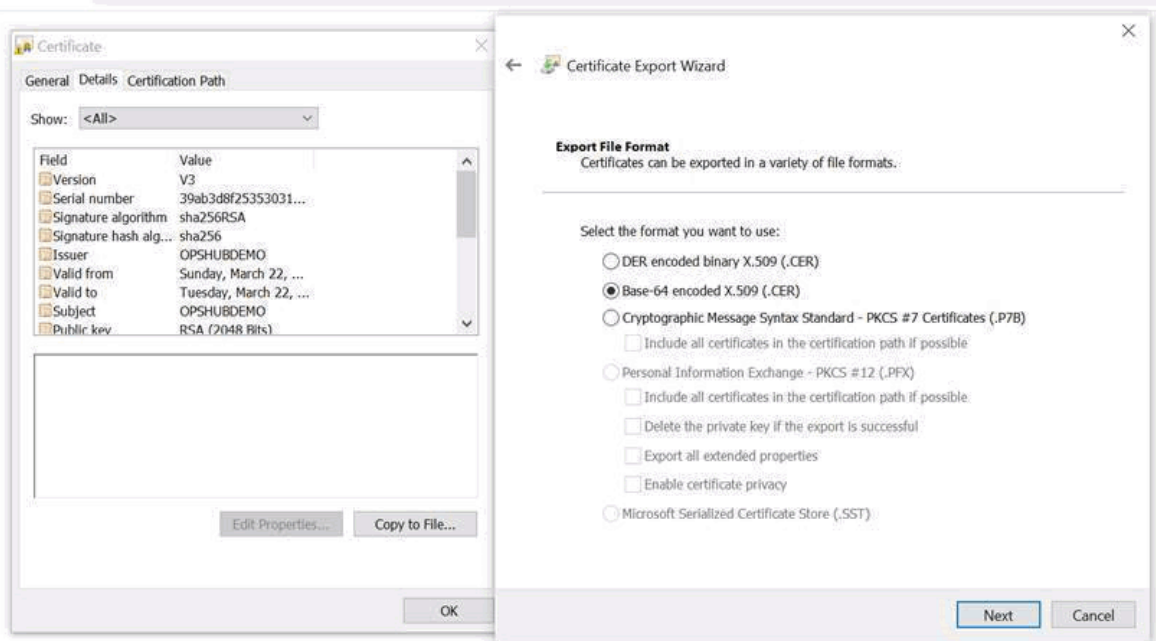 Certificate
General Details Certification Path
Show: <All>
Field Value
Version V3
Serial number 39ab3d8f25353031...
Signature algorithm sha256RSA
Signature hash alg... sha256
Issuer OPSHUBDEMO
Valid from Sunday, March 22, ...
Valid to Tuesday, March 22, ...
Subject OPSHUBDEMO
Public key RSA (2048 Bits)
Edit Properties...
Copy to File...
OK
Certificate Export Wizard
Export File Format
Certificates can be exported in a variety of file formats.
Select the format you want to use:
DER encoded binary X.509 (.CER)
Base-64 encoded X.509 (.CER)
Cryptographic Message Syntax Standard - PKCS #7 Certificates (.P7B)
Include all certificates in the certification path if possible
Personal Information Exchange - PKCS #12 (.PFX)
Include all certificates in the certification path if possible
Delete the private key if the export is successful
Export all extended properties
Enable certificate privacy
Microsoft Serialized Certificate Store (.SST)
Next
Cancel